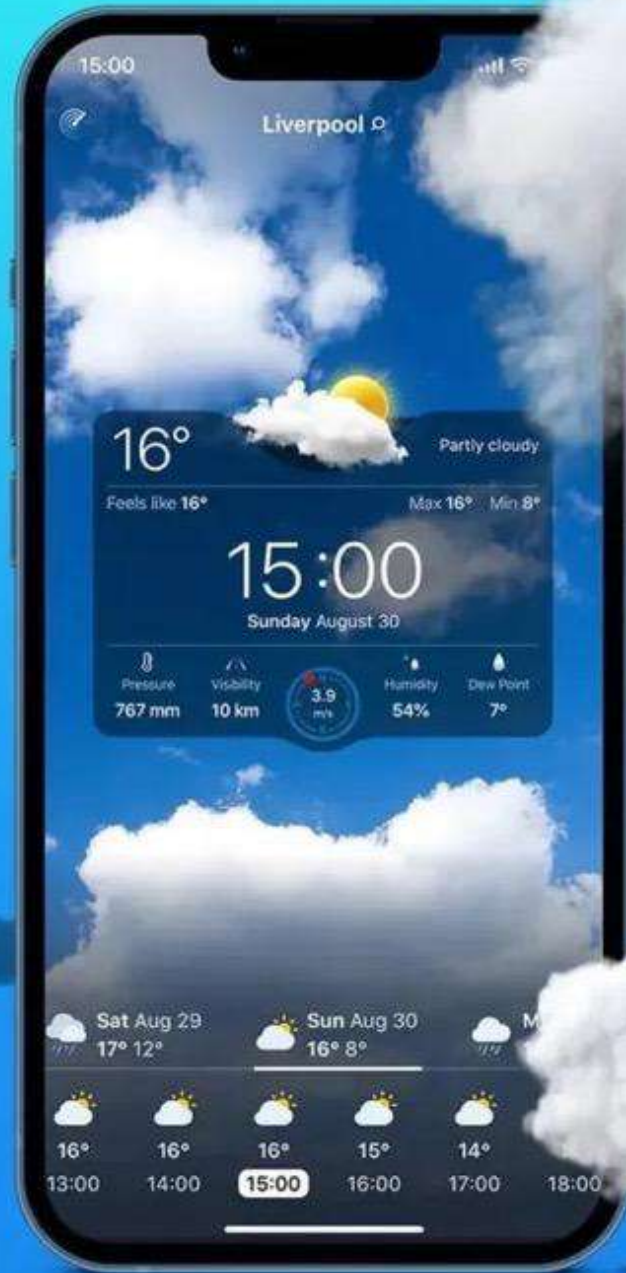 15:00
Liverpool
16° Partly cloudy
Feels like 16° Max 16° Min 8°
15:00
Sunday August 30
Pressure Visibility Humidity Dew Point
767 mm 10 km 3.9 m/s 54% 7°
Sat Aug 29 Sun Aug 30 M
17° 12° 16° 8°
16° 16° 16° 15° 14°
13:00 14:00 15:00 16:00 17:00 18:00